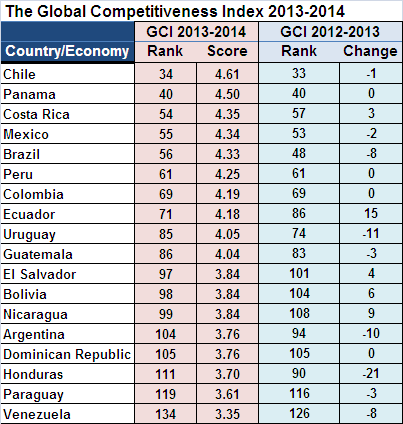 The Global Competitiveness Index 2013-2014
GCI 2013-2014 GCI 2012-2013
Country/Economy Rank Score Rank Change
Chile 34 4.61 33 -1
Panama 40 4.50 40 0
Costa Rica 54 4.35 57 3
Mexico 55 4.34 53 -2
Brazil 56 4.33 48 -8
Peru 61 4.25 61 0
Colombia 69 4.19 69 0
Ecuador 71 4.18 86 15
Uruguay 85 4.05 74 -11
Guatemala 86 4.04 83 -3
El Salvador 97 3.84 101 4
Bolivia 98 3.84 104 6
Nicaragua 99 3.84 108 9
Argentina 104 3.76 94 -10
Dominican Republic 105 3.76 105 0
Honduras 111 3.70 90 -21
Paraguay 119 3.61 116 -3
Venezuela 134 3.35 126 -8